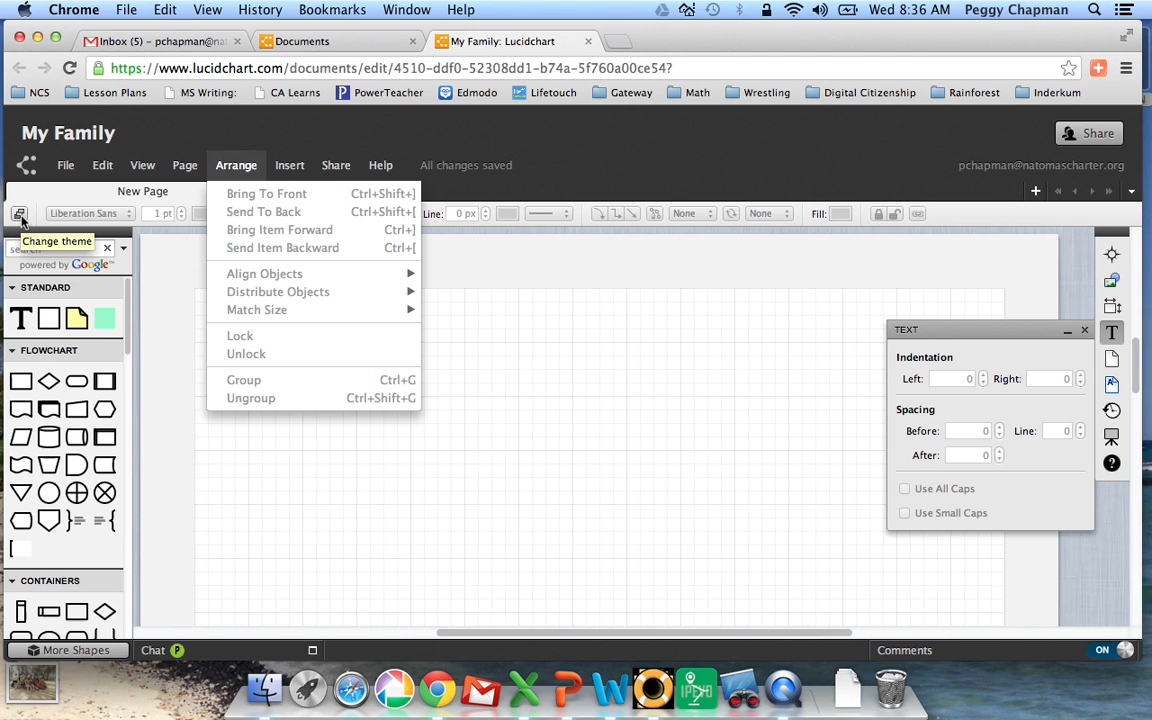 Chrome File Edit View History Bookmarks Window Help Wed 8:36 AM Peggy Chapman
Inbox (5) – pchapman@nat
Documents
My Family: Lucidchart
https://www.lucidchart.com/documents/edit/4510-ddf0-52308dd1-b74a-5f760a00ce54?
NCS Lesson Plans MS Writing: CA Learns PowerTeacher Edmodo Lifetouch Gateway Math Wrestling Digital Citizenship Rainforest Inderkum
My Family
Share
File Edit View Page Arrange Insert Share Help All changes saved pchapman@natomascharter.org
New Page
Liberation Sans 1 pt Line: 0 px None None Fill:
Change theme
powered by Google™
Bring To Front Ctrl+Shift+]
Send To Back Ctrl+Shift+[
Bring Item Forward Ctrl+]
Send Item Backward Ctrl+[
Align Objects
Distribute Objects
Match Size
Lock
Unlock
Group Ctrl+G
Ungroup Ctrl+Shift+G
STANDARD
T
FLOWCHART
CONTAINERS
More Shapes
TEXT
Indentation
Left: 0 Right: 0
Spacing
Before: 0 Line: 0
After: 0
Use All Caps
Use Small Caps
T
A
?
Chat P
Comments ON
IPEVO